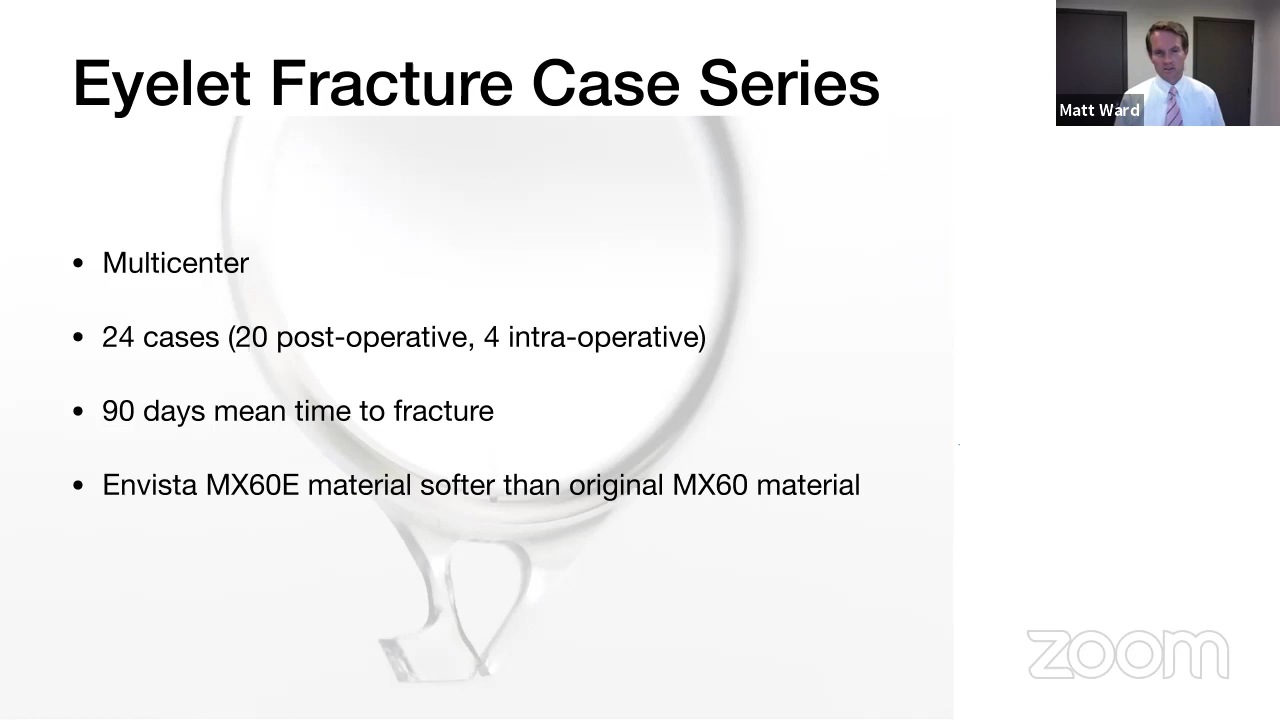 Eyelet Fracture Case Series
Matt Ward
• Multicenter
• 24 cases (20 post-operative, 4 intra-operative)
• 90 days mean time to fracture
• Envista MX60E material softer than original MX60 material
zoom